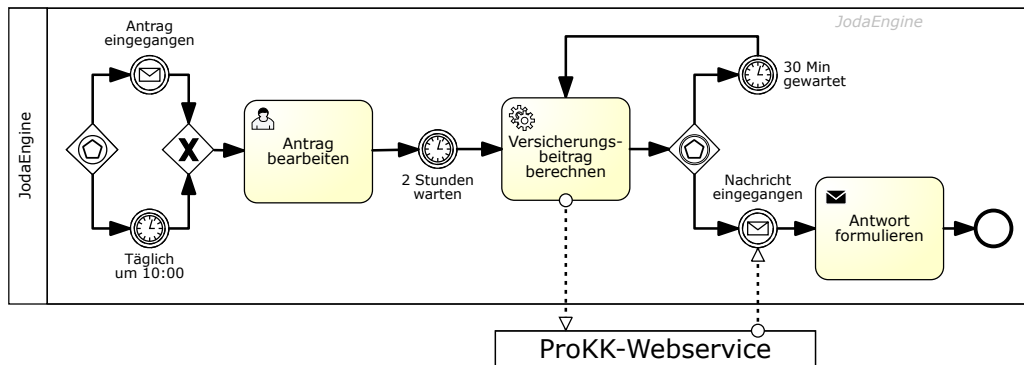 JodaEngine
JodaEngine
Antrag
eingegangen
Täglich
um 10:00
Antrag
bearbeiten
2 Stunden
warten
Versicherungs-
beitrag
berechnen
30 Min
gewartet
Nachricht
eingegangen
Antwort
formulieren
ProKK-Webservice